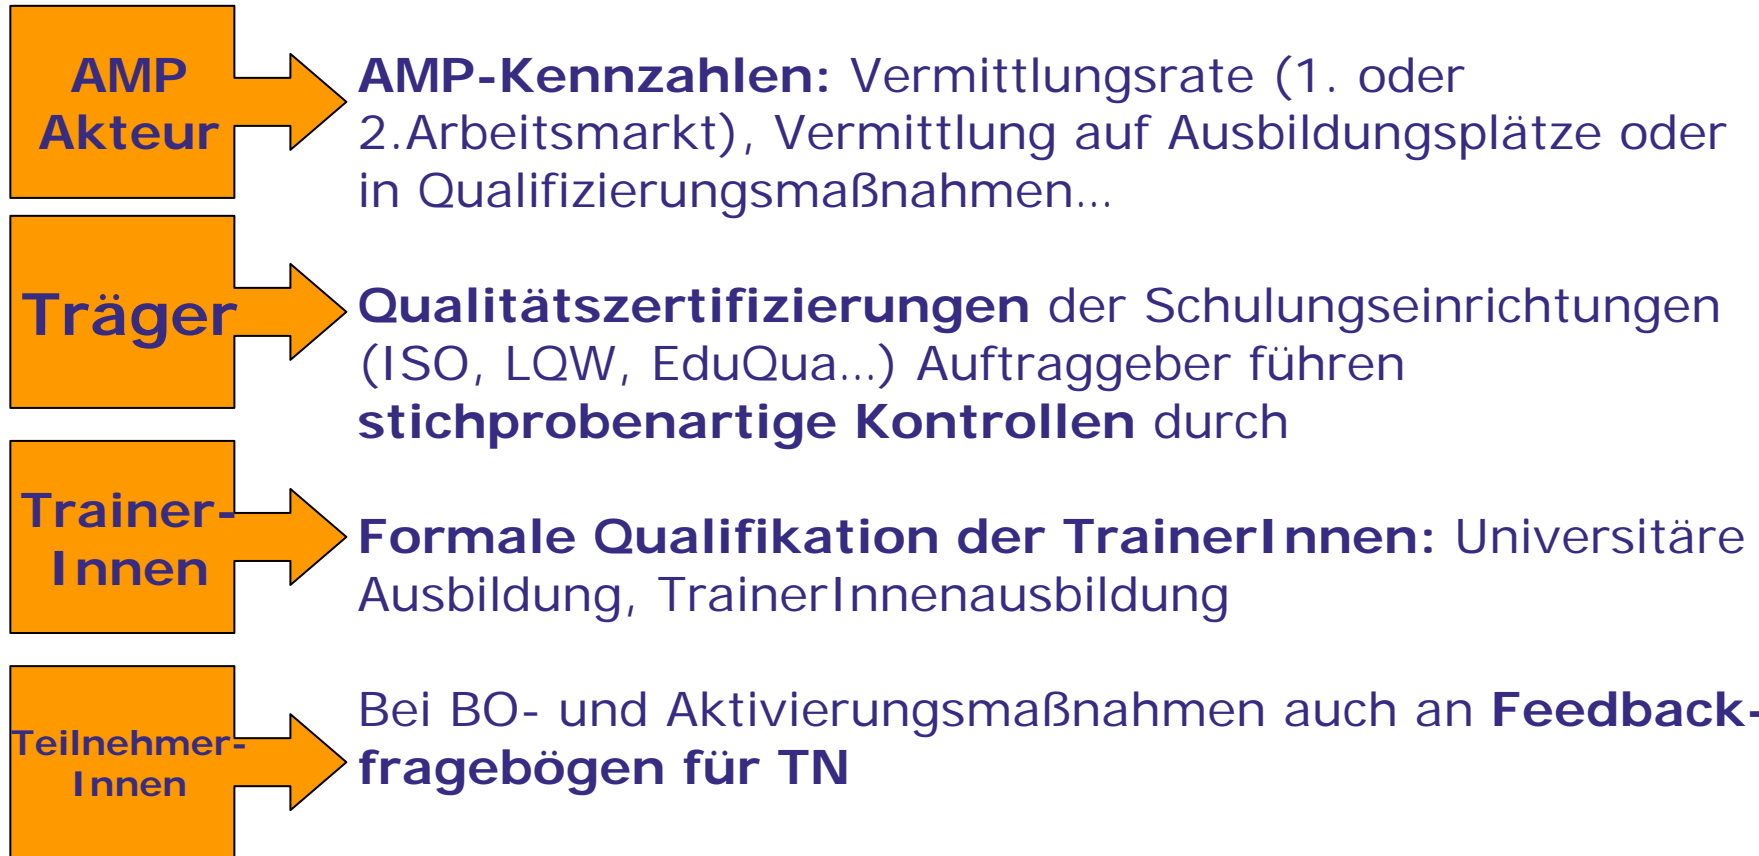 AMP
Akteur
AMP-Kennzahlen: Vermittlungsrate (1. oder
2.Arbeitsmarkt), Vermittlung auf Ausbildungsplätze oder
in Qualifizierungsmaßnahmen…
Träger
Qualitätszertifizierungen der Schulungseinrichtungen
(ISO, LQW, EduQua…) Auftraggeber führen
stichprobenartige Kontrollen durch
Trainer-
Innen
Formale Qualifikation der TrainerInnen: Universitäre
Ausbildung, TrainerInnenausbildung
Teilnehmer-
Innen
Bei BO- und Aktivierungsmaßnahmen auch an Feedback-
fragebögen für TN